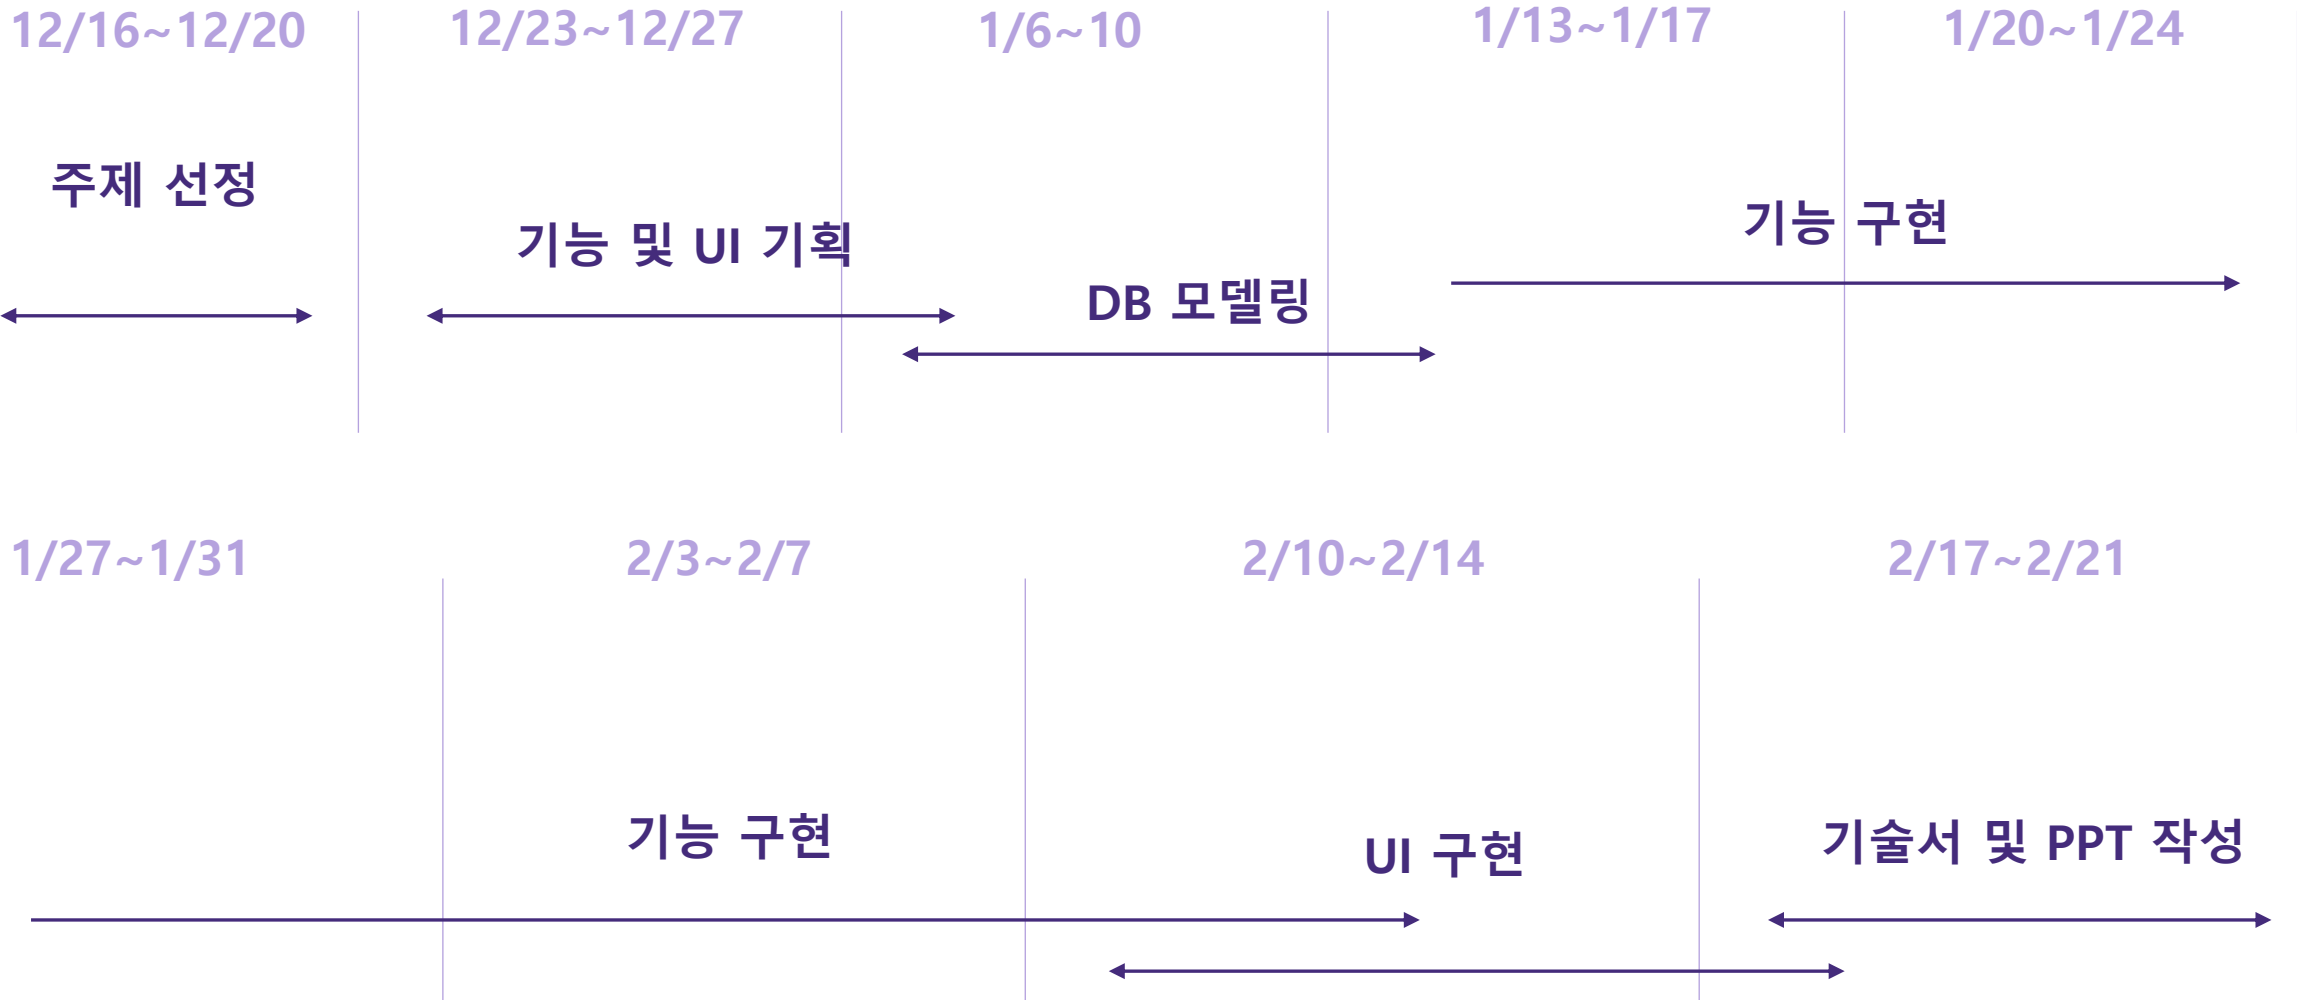 12/16~12/20
12/23~12/27
1/6~10
1/13~1/17
1/20~1/24
주제 선정
기능 및 UI 기획
DB 모델링
기능 구현
1/27~1/31
2/3~2/7
2/10~2/14
2/17~2/21
기능 구현
UI 구현
기술서 및 PPT 작성